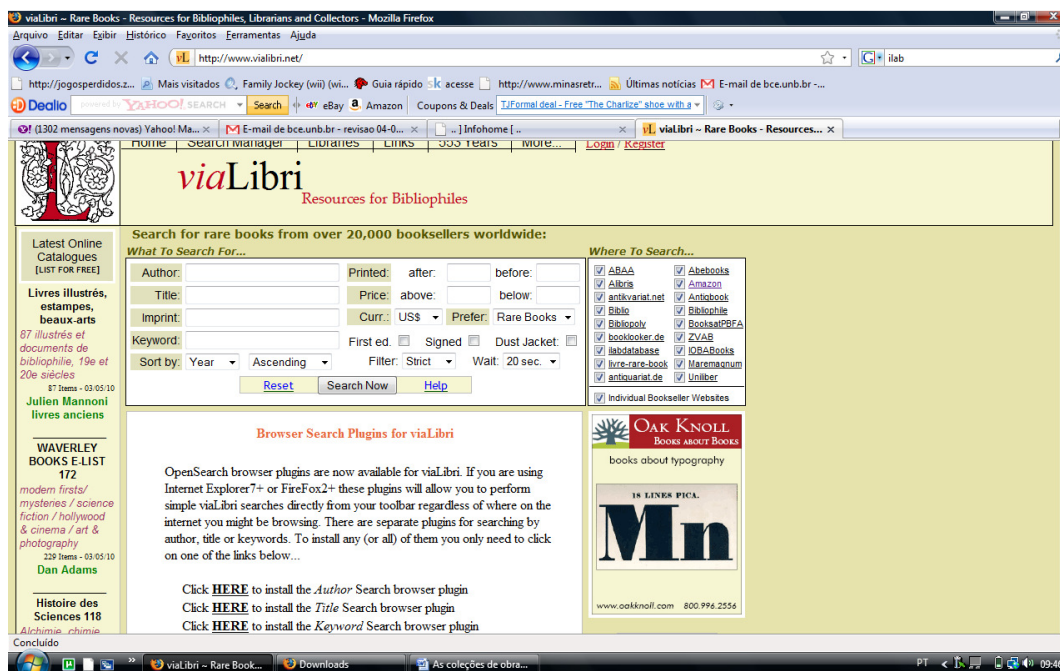 viaLibri ~ Rare Books - Resources for Bibliophiles, Librarians and Collectors - Mozilla Firefox
Arquivo Editar Exibir Histórico Favoritos Ferramentas Ajuda
http://www.vialibri.net/
ilab
http://jogosperdidos.z... Mais visitados Family Jockey (wii) (wi... Guia rápido acesse http://www.minasretr... Últimas notícias E-mail de bce.unb.br -...
Dealio powered by YAHOO! SEARCH Search eBay Amazon Coupons & Deals TJFormal deal - Free "The Charlize" shoe with a
(1302 mensagens novas) Yahoo! Ma... E-mail de bce.unb.br - revisao 04-0... ..] Infohome [.. viaLibri ~ Rare Books - Resources...
Home Search Manager Libraries Links 553 Years More... Login / Register
viaLibri
Resources for Bibliophiles
Latest Online
Catalogues
[LIST FOR FREE]
Livres illustrés,
estampes,
beaux-arts
87 illustrés et
documents de
bibliophilie, 19e et
20e siècles
87 Items - 03/05/10
Julien Mannoni
livres anciens
WAVERLEY
BOOKS E-LIST
172
modern firsts/
mysteries / science
fiction / hollywood
& cinema / art &
photography
229 Items - 03/05/10
Dan Adams
Histoire des
Sciences 118
Alchimie, chimie
Search for rare books from over 20,000 booksellers worldwide:
What To Search For...
Author: Printed: after: before:
Title: Price: above: below:
Imprint: Curr.: US$ Prefer: Rare Books
Keyword: First ed. Signed Dust Jacket:
Sort by: Year Ascending Filter: Strict Wait: 20 sec.
Reset Search Now Help
Where To Search...
ABAA Abebooks
Alibris Amazon
antikvariat.net Antiqbook
Biblio Bibliophile
Bibliopoly BooksatPBFA
booklooker.de ZVAB
ilabdatabase IOBABooks
livre-rare-book Maremagnum
antiquariat.de Uniliber
Individual Bookseller Websites
Browser Search Plugins for viaLibri
OpenSearch browser plugins are now available for viaLibri. If you are using
Internet Explorer7+ or FireFox2+ these plugins will allow you to perform
simple viaLibri searches directly from your toolbar regardless of where on the
internet you might be browsing. There are separate plugins for searching by
author, title or keywords. To install any (or all) of them you only need to click
on one of the links below...
Click HERE to install the Author Search browser plugin
Click HERE to install the Title Search browser plugin
Click HERE to install the Keyword Search browser plugin
OAK KNOLL
BOOKS ABOUT BOOKS
books about typography
18 LINES PICA.
Mn
www.oakknoll.com 800.996.2556
Concluído
viaLibri ~ Rare Book... Downloads As coleções de obra... PT